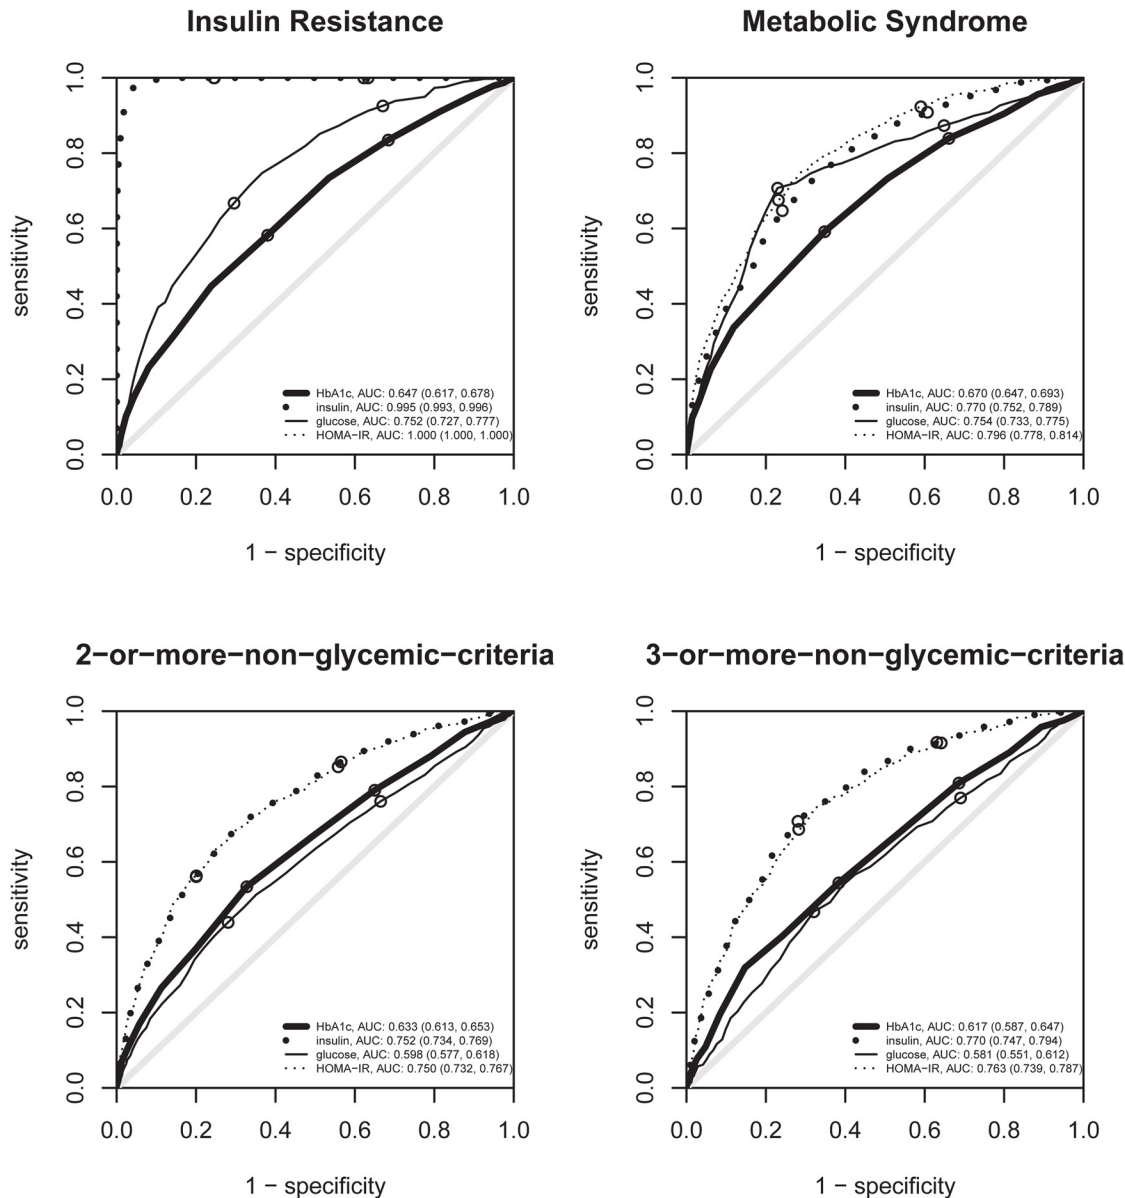 Insulin Resistance
sensitivity
0.0 0.2 0.4 0.6 0.8 1.0
HbA1c, AUC: 0.647 (0.617, 0.678)
insulin, AUC: 0.995 (0.993, 0.996)
glucose, AUC: 0.752 (0.727, 0.777)
HOMA−IR, AUC: 1.000 (1.000, 1.000)
0.0 0.2 0.4 0.6 0.8 1.0
1 − specificity
Metabolic Syndrome
sensitivity
0.0 0.2 0.4 0.6 0.8 1.0
HbA1c, AUC: 0.670 (0.647, 0.693)
insulin, AUC: 0.770 (0.752, 0.789)
glucose, AUC: 0.754 (0.733, 0.775)
HOMA−IR, AUC: 0.796 (0.778, 0.814)
0.0 0.2 0.4 0.6 0.8 1.0
1 − specificity
2−or−more−non−glycemic−criteria
sensitivity
0.0 0.2 0.4 0.6 0.8 1.0
HbA1c, AUC: 0.633 (0.613, 0.653)
insulin, AUC: 0.752 (0.734, 0.769)
glucose, AUC: 0.598 (0.577, 0.618)
HOMA−IR, AUC: 0.750 (0.732, 0.767)
0.0 0.2 0.4 0.6 0.8 1.0
1 − specificity
3−or−more−non−glycemic−criteria
sensitivity
0.0 0.2 0.4 0.6 0.8 1.0
HbA1c, AUC: 0.617 (0.587, 0.647)
insulin, AUC: 0.770 (0.747, 0.794)
glucose, AUC: 0.581 (0.551, 0.612)
HOMA−IR, AUC: 0.763 (0.739, 0.787)
0.0 0.2 0.4 0.6 0.8 1.0
1 − specificity